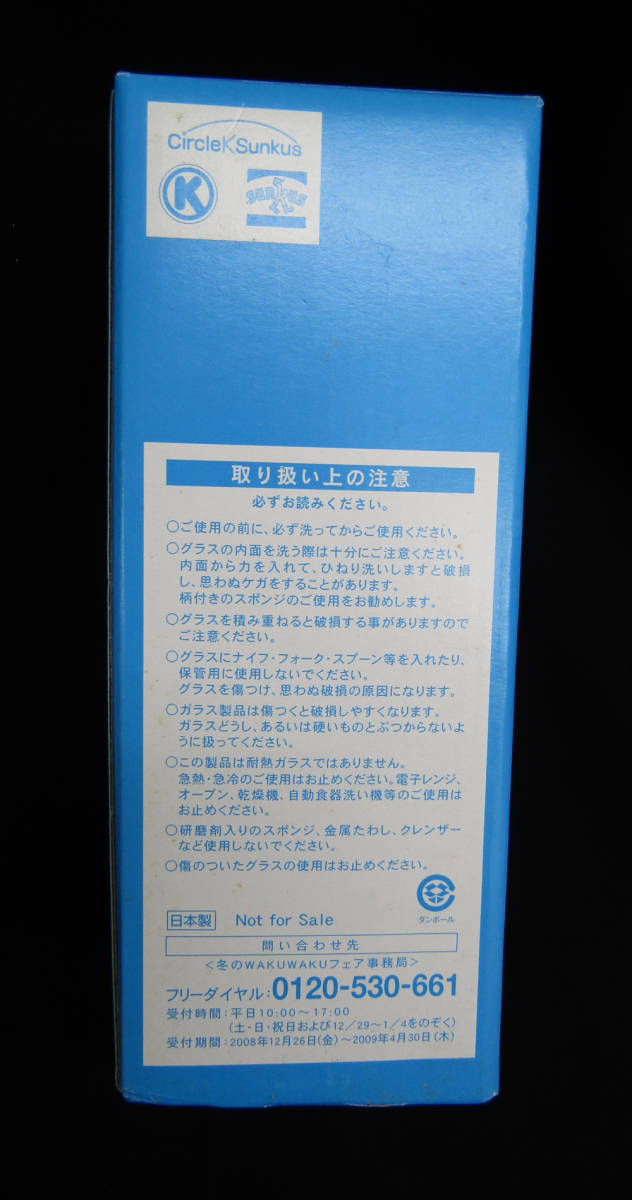 CircleKSunkus
K
sunkus
取り扱い上の注意
必ずお読みください。
○ご使用の前に、必ず洗ってからご使用ください。
○グラスの内面を洗う際は十分にご注意ください。
内面から力を入れて、ひねり洗いしますと破損
し、思わぬケガをすることがあります。
柄付きのスポンジのご使用をお勧めします。
○グラスを積み重ねると破損する事がありますので
ご注意ください。
○グラスにナイフ・フォーク・スプーン等を入れたり、
保管用に使用しないでください。
グラスを傷つけ、思わぬ破損の原因になります。
○ガラス製品は傷つくと破損しやすくなります。
ガラスどうし、あるいは硬いものとぶつからないよ
うに扱ってください。
○この製品は耐熱ガラスではありません。
急熱・急冷のご使用はお止めください。電子レンジ、
オーブン、乾燥機、自動食器洗い機等のご使用は
お止めください。
○研磨剤入りのスポンジ、金属たわし、クレンザー
など使用しないでください。
○傷のついたグラスの使用はお止めください。
ダンボール
日本製 Not for Sale
問い合わせ先
＜冬のWAKUWAKUフェア事務局＞
フリーダイヤル:0120-530-661
受付時間:平日10:00〜17:00
(土・日・祝日および12／29〜1／4をのぞく)
受付期間:2008年12月26日(金)〜2009年4月30日(木)